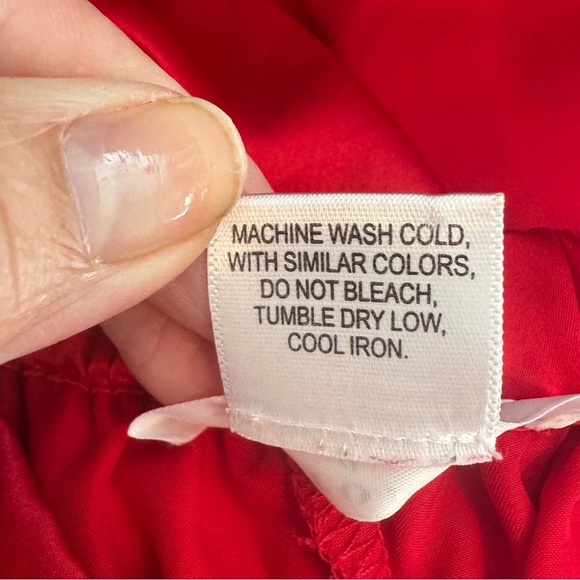 MACHINE WASH COLD,
WITH SIMILAR COLORS,
DO NOT BLEACH,
TUMBLE DRY LOW,
COOL IRON.